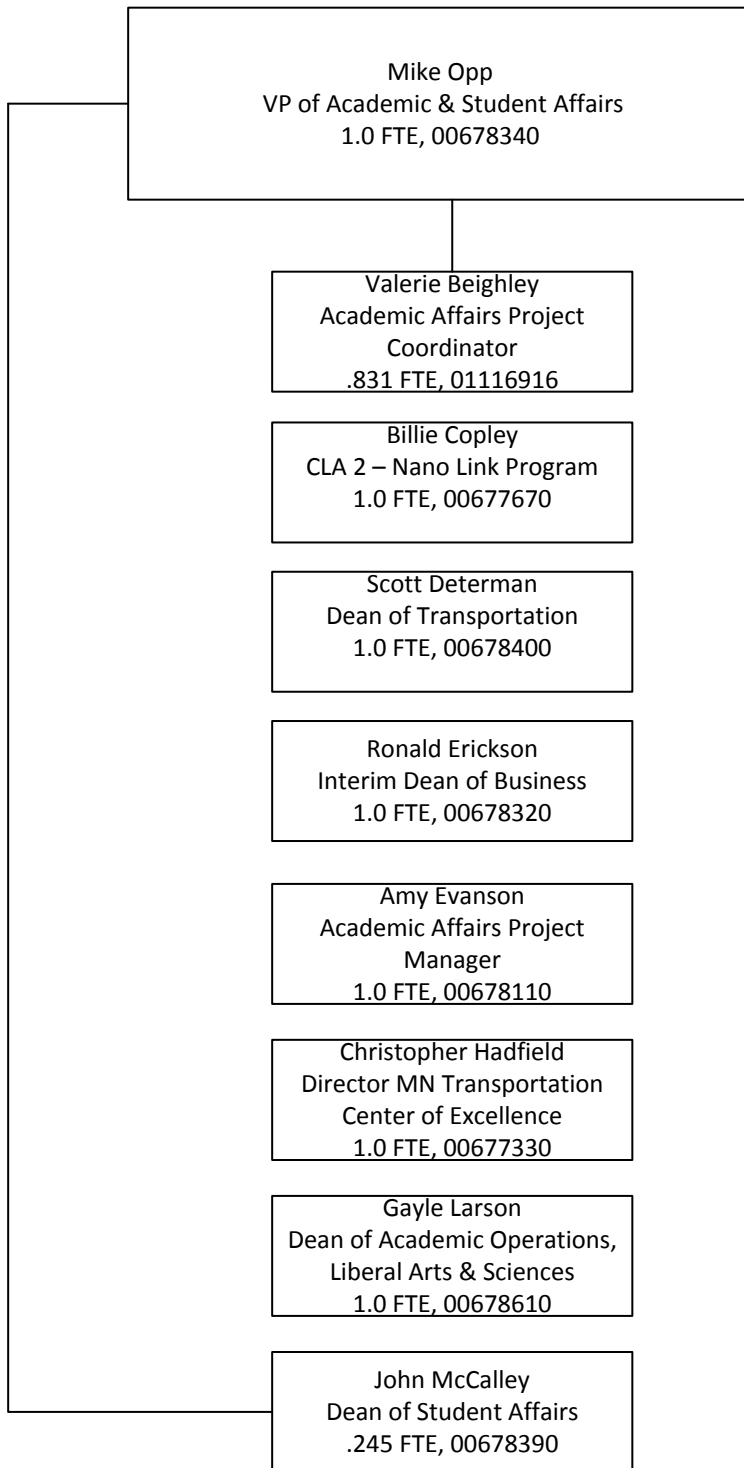 Mike Opp
VP of Academic & Student Affairs
1.0 FTE, 00678340
Valerie Beighley
Academic Affairs Project
Coordinator
.831 FTE, 01116916
Billie Copley
CLA 2 – Nano Link Program
1.0 FTE, 00677670
Scott Determan
Dean of Transportation
1.0 FTE, 00678400
Ronald Erickson
Interim Dean of Business
1.0 FTE, 00678320
Amy Evanson
Academic Affairs Project
Manager
1.0 FTE, 00678110
Christopher Hadfield
Director MN Transportation
Center of Excellence
1.0 FTE, 00677330
Gayle Larson
Dean of Academic Operations,
Liberal Arts & Sciences
1.0 FTE, 00678610
John McCalley
Dean of Student Affairs
.245 FTE, 00678390